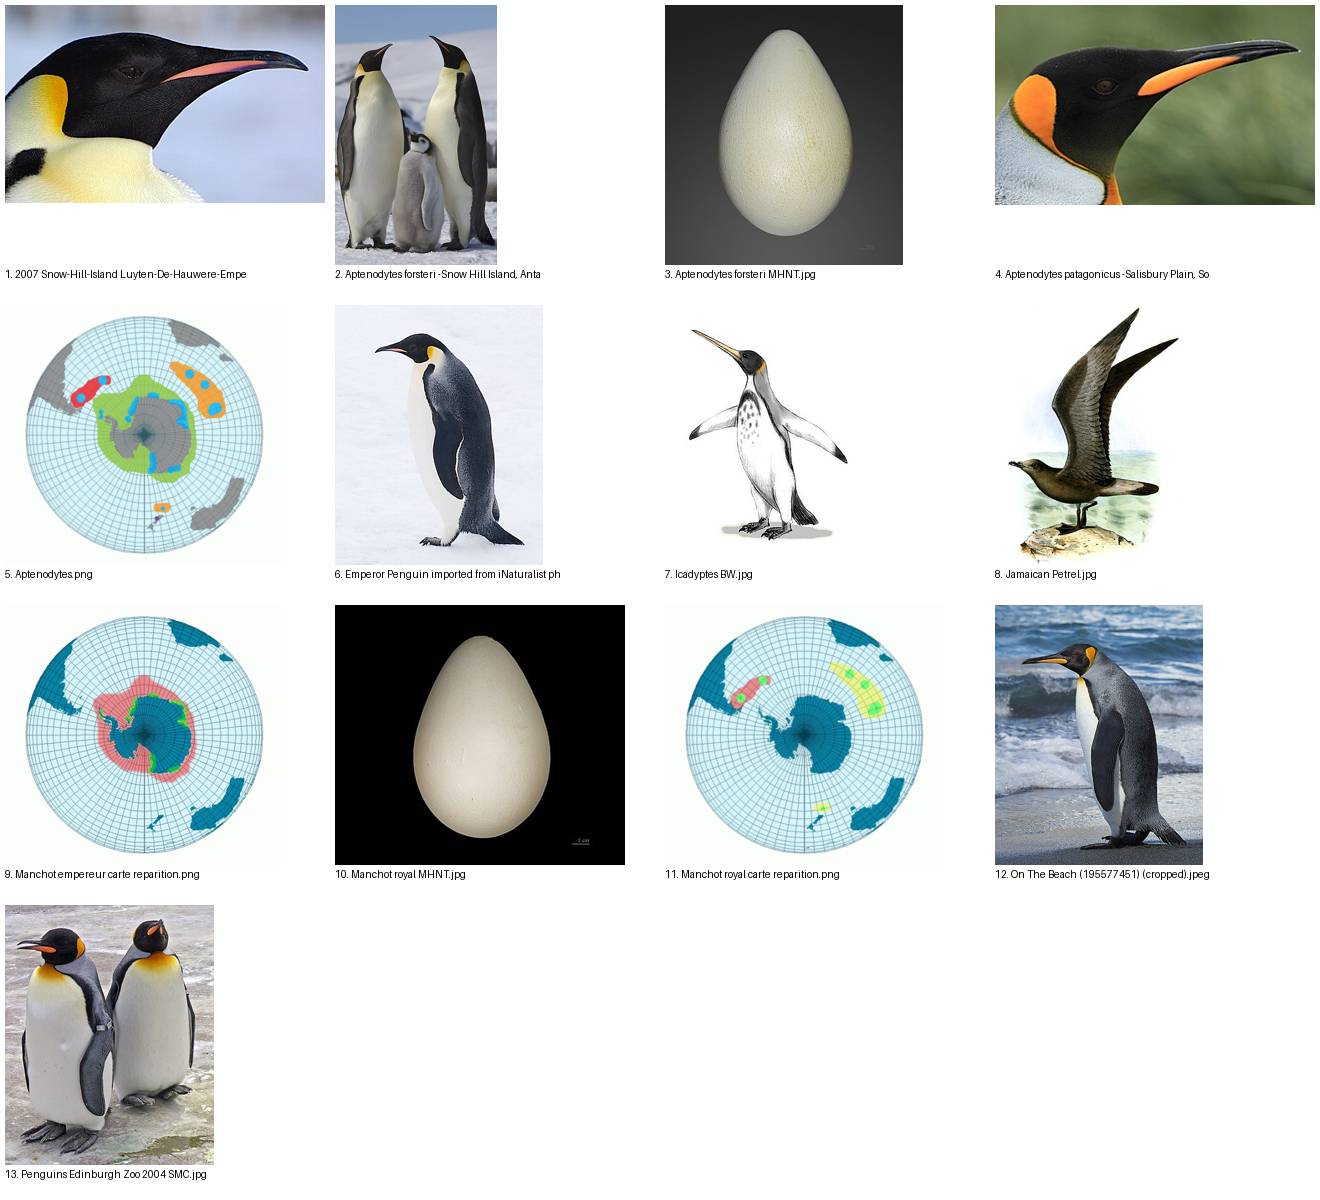 1. 2007 Snow-Hill-Island Luyten-De-Hauwere-Empe
2. Aptenodytes forsteri -Snow Hill Island, Anta
3. Aptenodytes forsteri MHNT.jpg
4. Aptenodytes patagonicus -Salisbury Plain, So
5. Aptenodytes.png
6. Emperor Penguin imported from iNaturalist ph
7. Icadyptes BW.jpg
8. Jamaican Petrel.jpg
9. Manchot empereur carte reparition.png
10. Manchot royal MHNT.jpg
11. Manchot royal carte reparition.png
12. On The Beach (195577451) (cropped).jpeg
13. Penguins Edinburgh Zoo 2004 SMC.jpg